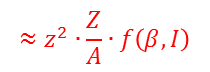 ≈ z² · Z/A · f(β, I)